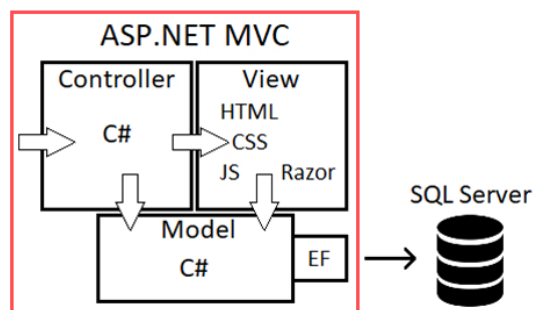 ASP.NET MVC
Controller
C#
View
HTML
CSS
JS Razor
Model
C#
EF
SQL Server